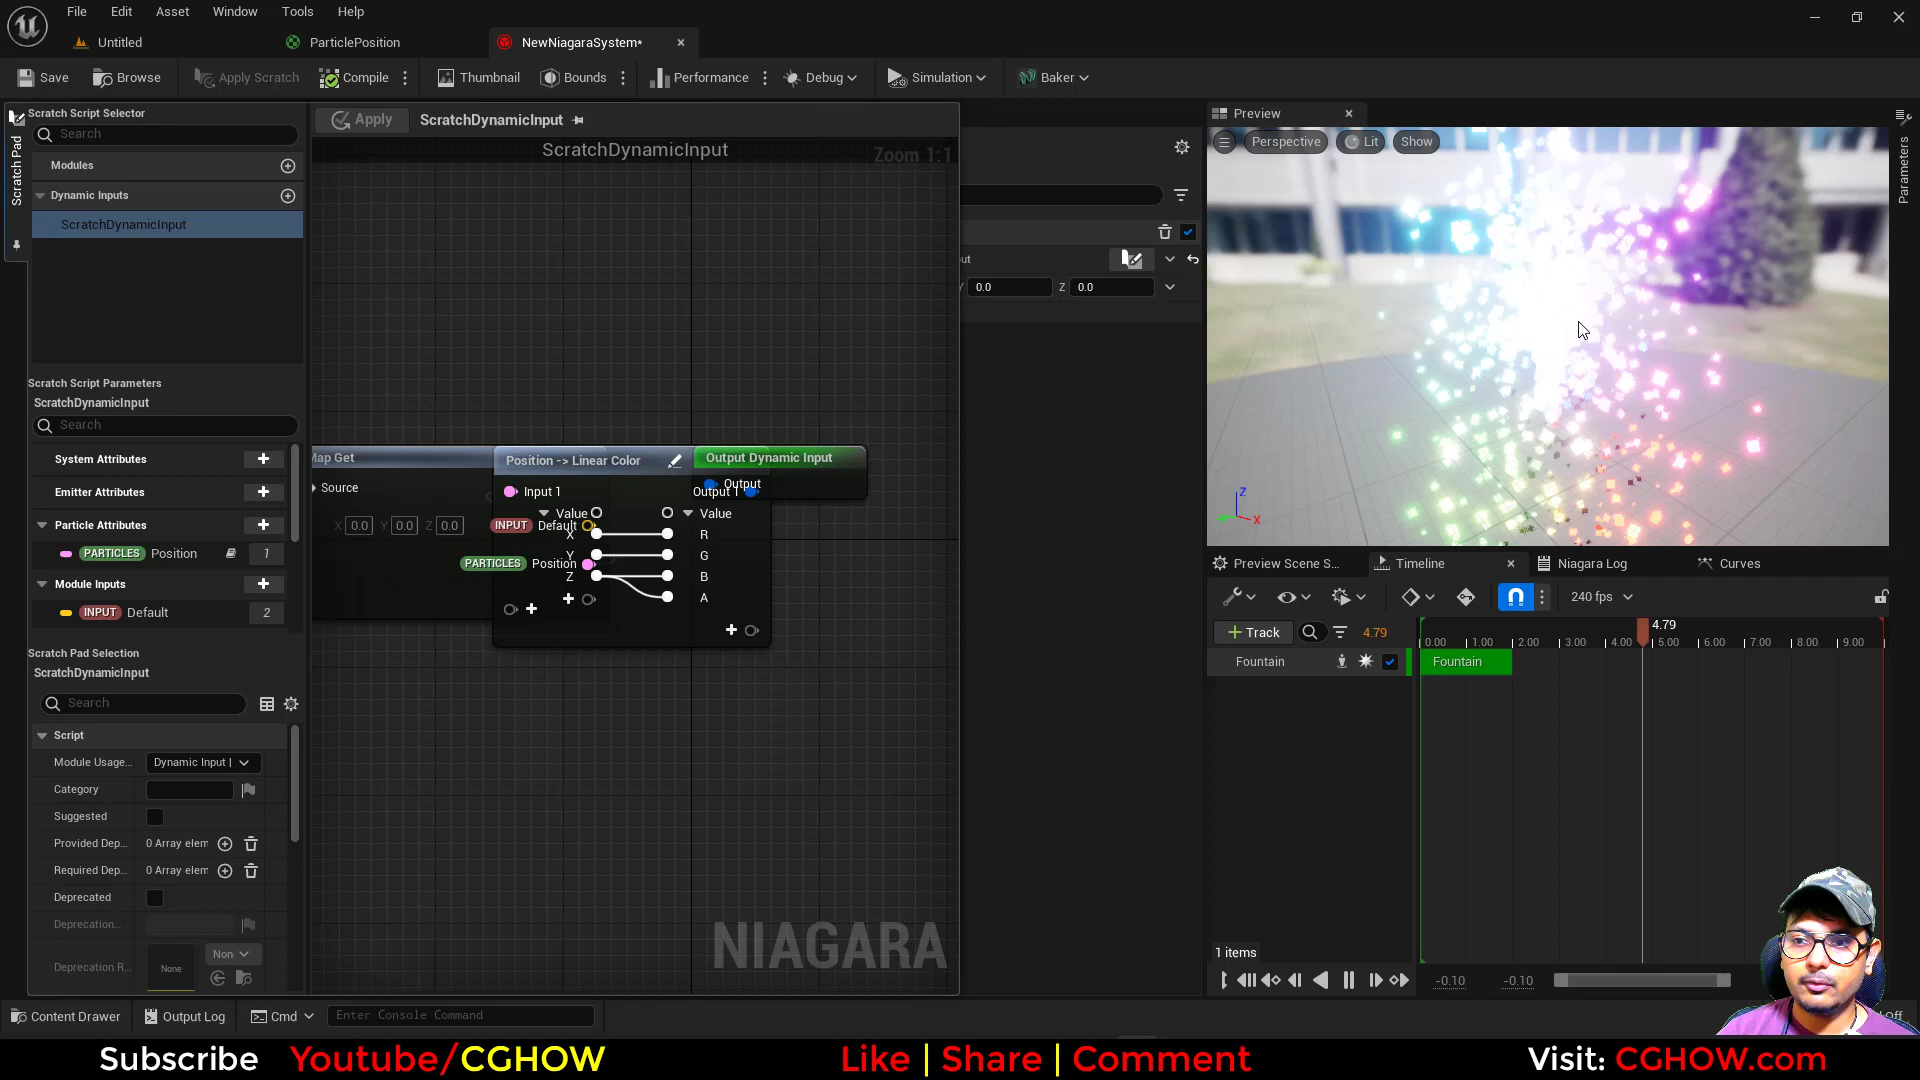 File Edit Asset Window Tools Help
Untitled ParticlePosition NewNiagaraSystem* ×
Save Browse Apply Scratch Compile Thumbnail Bounds Performance Debug Simulation Baker
Scratch Script Selector
Search
Modules
Dynamic Inputs
ScratchDynamicInput
Scratch Script Parameters
ScratchDynamicInput
Search
System Attributes
Emitter Attributes
Particle Attributes
PARTICLES Position 1
Module Inputs
INPUT Default 2
Scratch Pad Selection
ScratchDynamicInput
Search
Script
Module Usage... Dynamic Input |
Category
Suggested
Provided Dep... 0 Array elem
Required Dep... 0 Array elem
Deprecated
Deprecation...
Deprecation R... None
Scratch Pad
Apply ScratchDynamicInput
ScratchDynamicInput
Zoom 1:1
Map Get
Source
X 0.0 Y 0.0 Z 0.0
INPUT Default
PARTICLES Position
Position -> Linear Color
Input 1 Output 1
Value Value
X R
Y G
Z B
A
Output Dynamic Input
Output
NIAGARA
Y 0.0 Z 0.0
Preview
Perspective Lit Show
Z
X
Parameters
Preview Scene S... Timeline Niagara Log Curves
240 fps
Track 4.79 4.79
0.00 1.00 2.00 3.00 4.00 5.00 6.00 7.00 8.00 9.00
Fountain Fountain
1 items
-0.10 -0.10
Content Drawer Output Log Cmd Enter Console Command
Subscribe Youtube/CGHOW Like | Share | Comment Visit: CGHOW.com